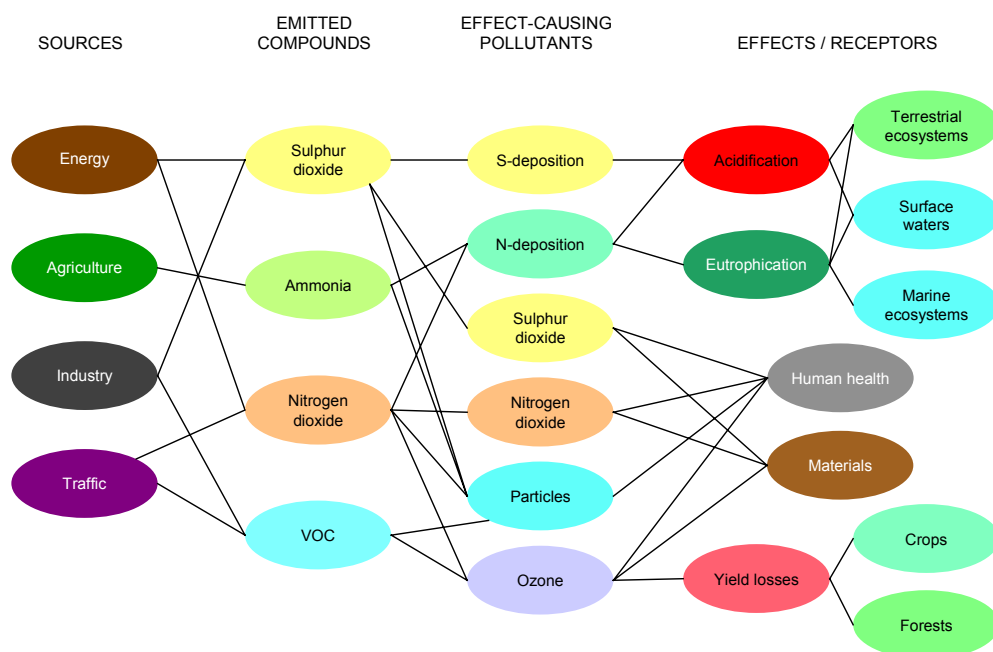 SOURCES
EMITTED
COMPOUNDS
EFFECT-CAUSING
POLLUTANTS
EFFECTS / RECEPTORS
Energy
Agriculture
Industry
Traffic
Sulphur
dioxide
Ammonia
Nitrogen
dioxide
VOC
S-deposition
N-deposition
Sulphur
dioxide
Nitrogen
dioxide
Particles
Ozone
Acidification
Eutrophication
Human health
Materials
Yield losses
Terrestrial
ecosystems
Surface
waters
Marine
ecosystems
Crops
Forests